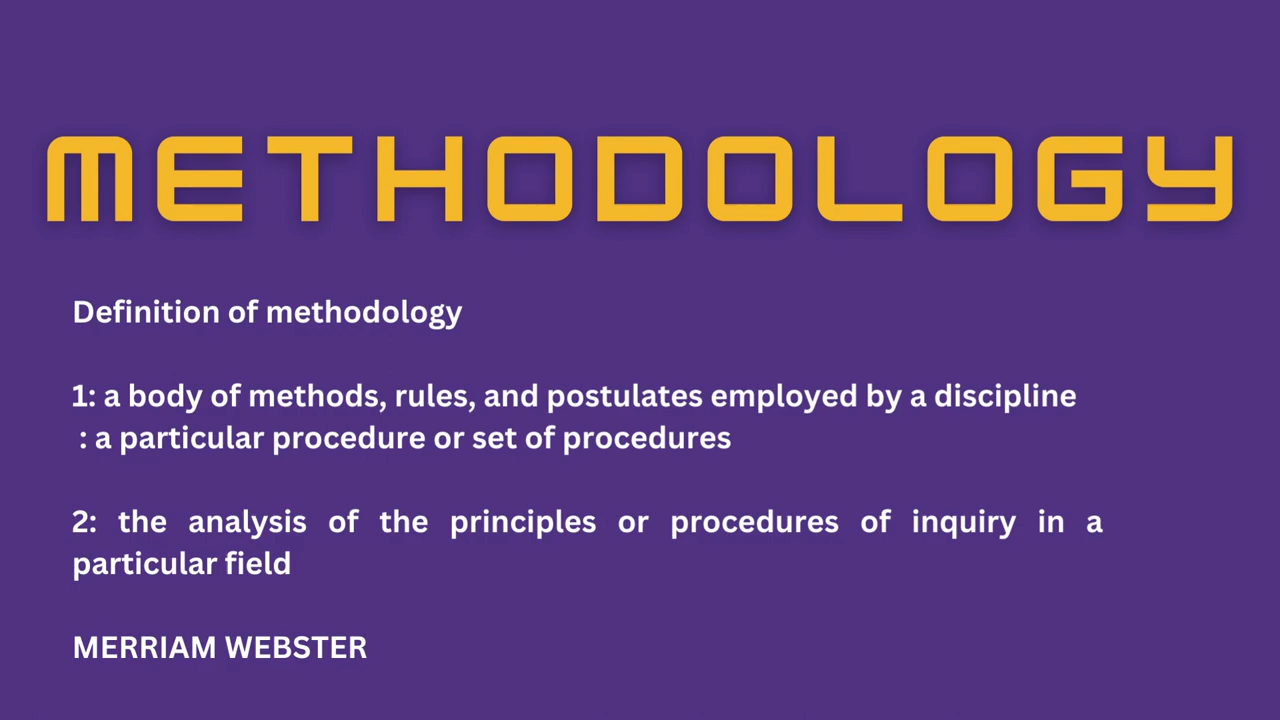 METHODOLOGY
Definition of methodology
1: a body of methods, rules, and postulates employed by a discipline
: a particular procedure or set of procedures
2: the analysis of the principles or procedures of inquiry in a
particular field
MERRIAM WEBSTER